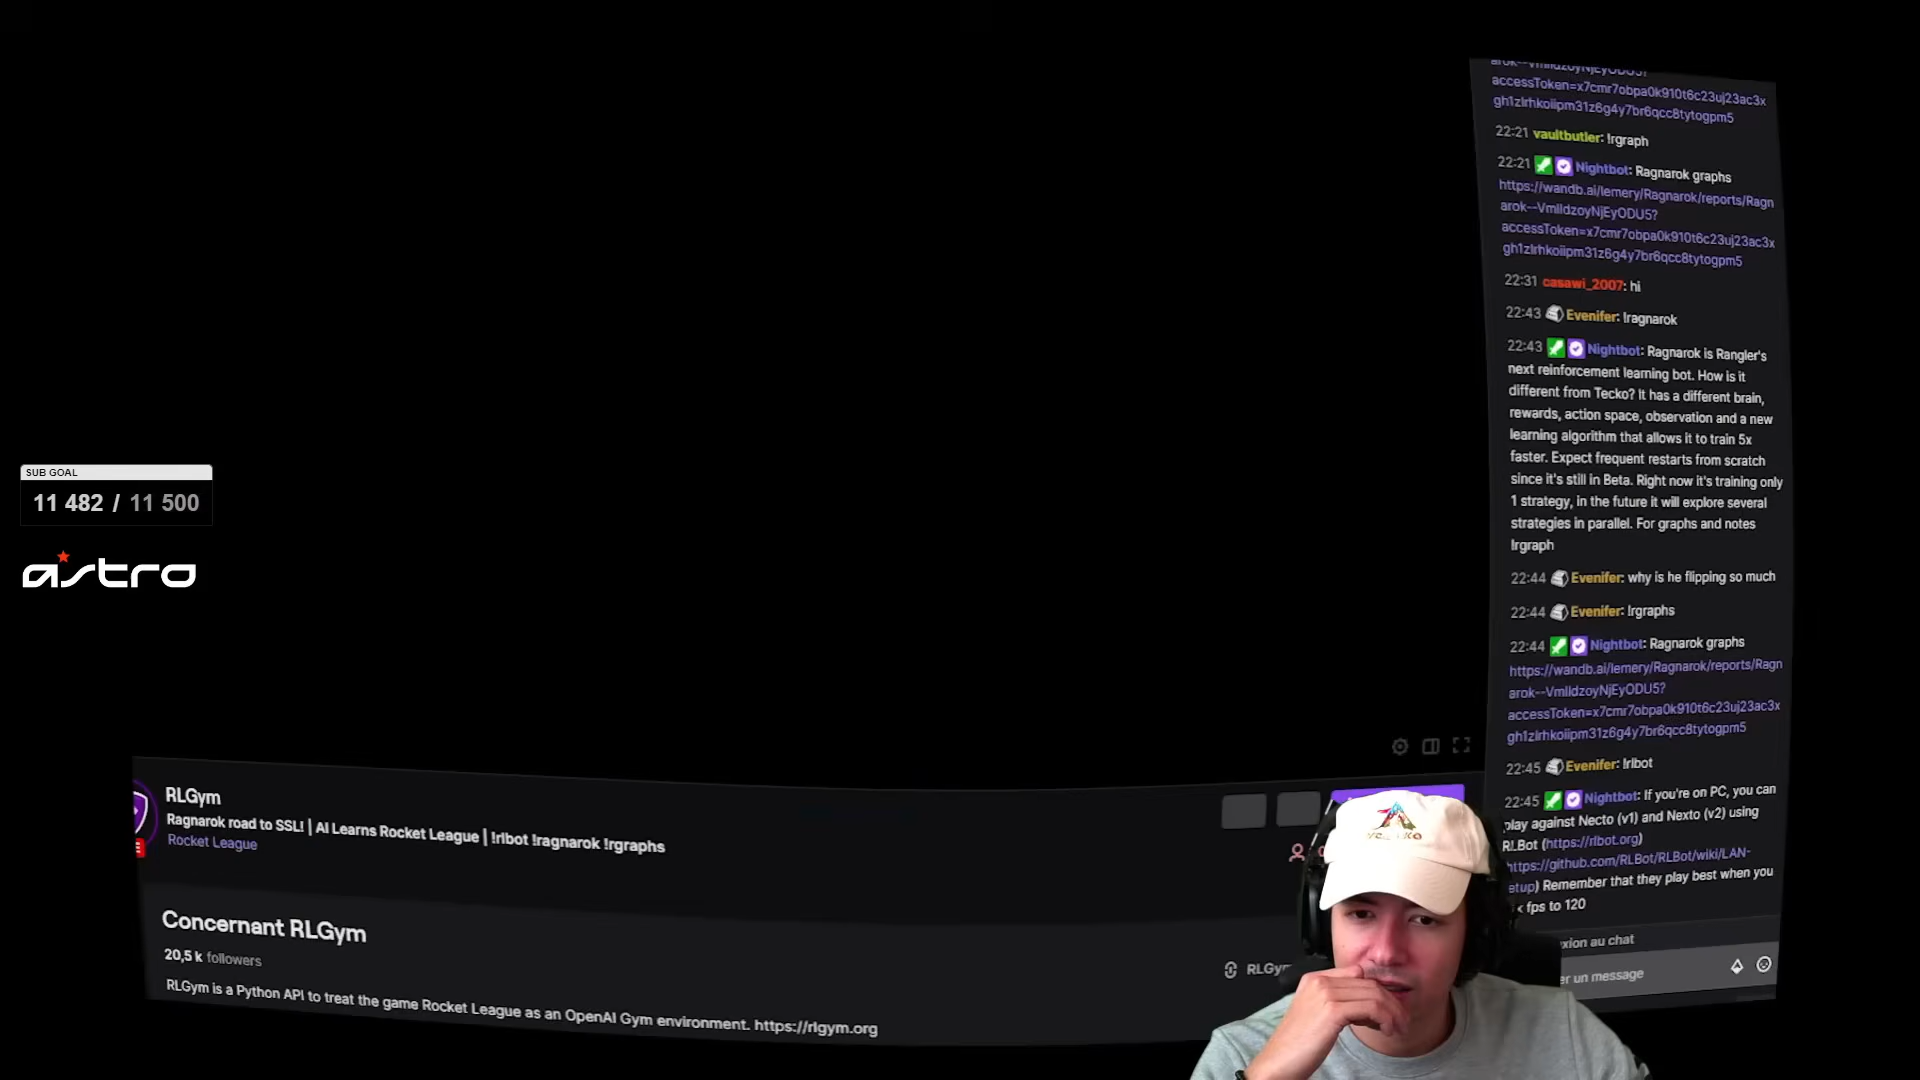 accessToken=x7cmr7obpa0k910t6c23uj23ac3x
gh1zlrhkoiipm31z6g4y7br6qcc8tytogpm5
22:21 vaultbutler: !rgraph
22:21 Nightbot: Ragnarok graphs
https://wandb.ai/lemery/Ragnarok/reports/Ragn
arok--VmlldzoyNjEyODU5?
accessToken=x7cmr7obpa0k910t6c23uj23ac3x
gh1zlrhkoiipm31z6g4y7br6qcc8tytogpm5
22:31 casawi_2007: hi
22:43 Evenifer: !ragnarok
22:43 Nightbot: Ragnarok is Rangler's
next reinforcement learning bot. How is it
different from Tecko? It has a different brain,
rewards, action space, observation and a new
learning algorithm that allows it to train 5x
faster. Expect frequent restarts from scratch
since it's still in Beta. Right now it's training only
1 strategy, in the future it will explore several
strategies in parallel. For graphs and notes
!rgraph
22:44 Evenifer: why is he flipping so much
22:44 Evenifer: !rgraphs
22:44 Nightbot: Ragnarok graphs
https://wandb.ai/lemery/Ragnarok/reports/Ragn
arok--VmlldzoyNjEyODU5?
accessToken=x7cmr7obpa0k910t6c23uj23ac3x
gh1zlrhkoiipm31z6g4y7br6qcc8tytogpm5
22:45 Evenifer: !rlbot
22:45 Nightbot: If you're on PC, you can
play against Necto (v1) and Nexto (v2) using
RLBot (https://rlbot.org)
https://github.com/RLBot/RLBot/wiki/LAN-
etup) Remember that they play best when you
fps to 120
xion au chat
er un message
SUB GOAL
11 482 / 11 500
astro
RLGym
Ragnarok road to SSL! | AI Learns Rocket League | !rlbot !ragnarok !rgraphs
Rocket League
Concernant RLGym
20,5 k followers
RLGym
RLGym is a Python API to treat the game Rocket League as an OpenAI Gym environment. https://rlgym.org